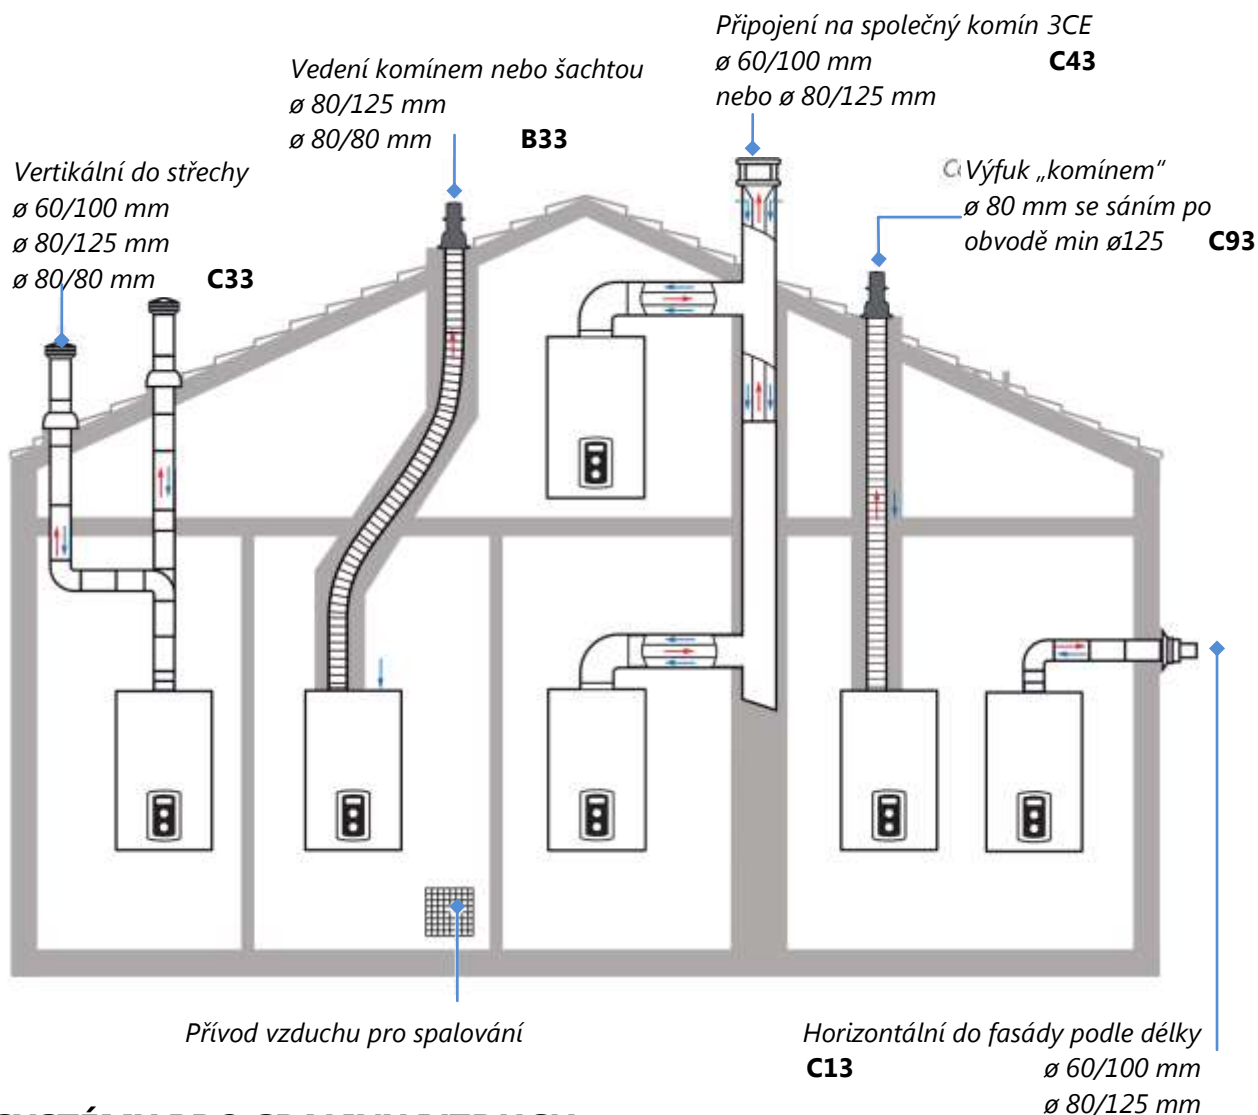 Připojení na společný komín 3CE
ø 60/100 mm C43
nebo ø 80/125 mm
Vedení komínem nebo šachtou
ø 80/125 mm
ø 80/80 mm B33
Vertikální do střechy
ø 60/100 mm
ø 80/125 mm
ø 80/80 mm C33
Výfuk „komínem“
ø 80 mm se sáním po
obvodě min ø125 C93
Přívod vzduchu pro spalování
Horizontální do fasády podle délky
C13 ø 60/100 mm
ø 80/125 mm